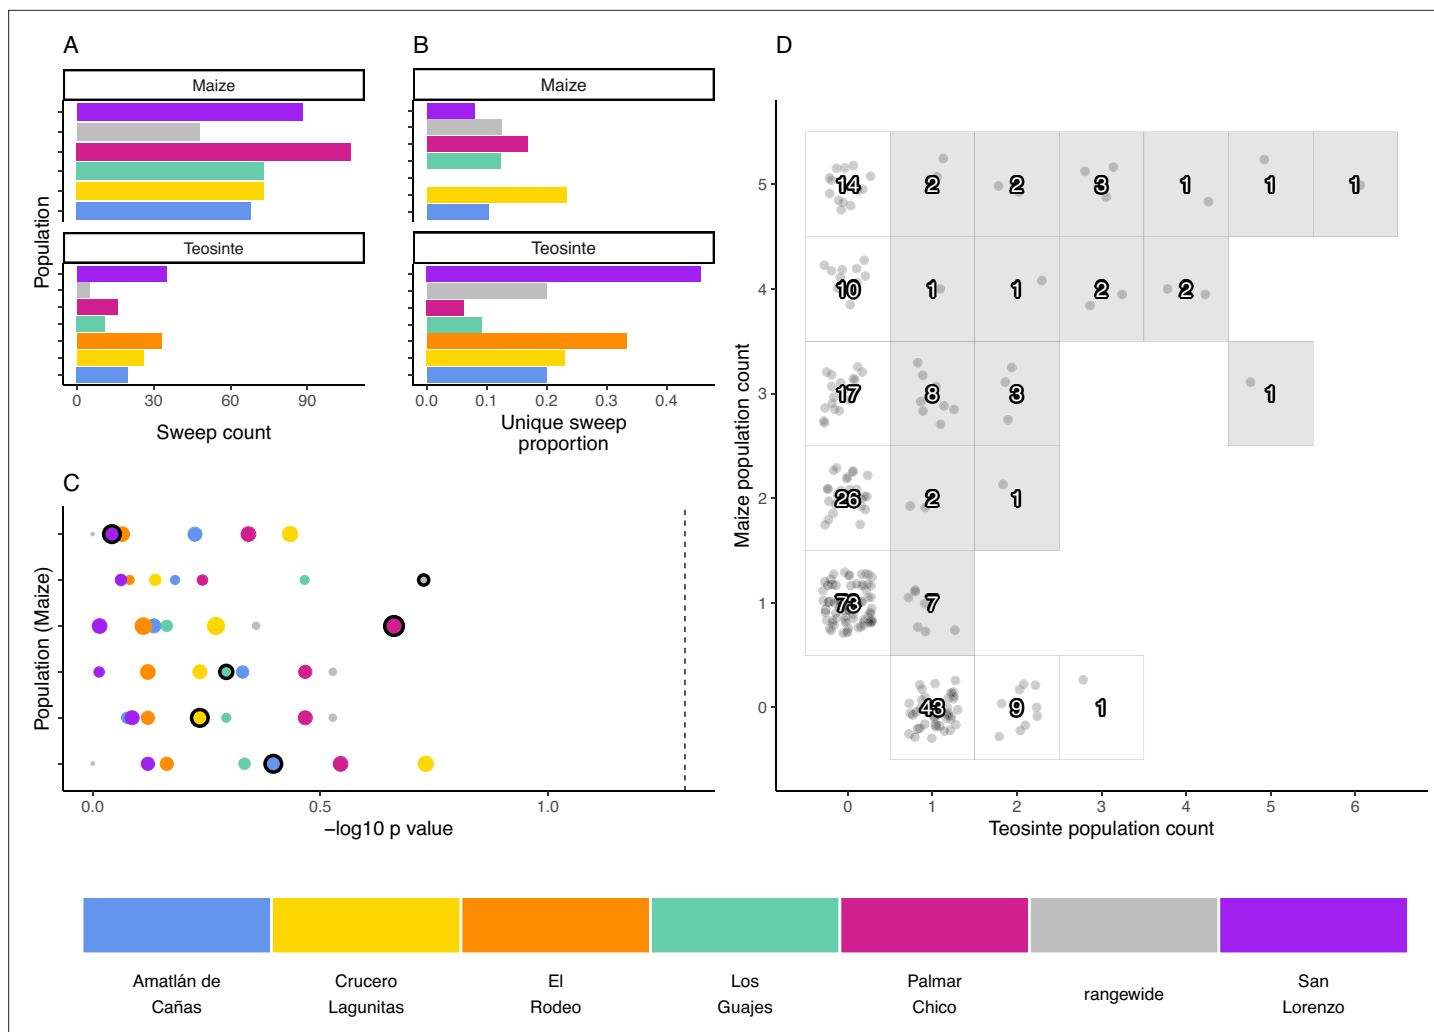 A
B
D
Maize
Maize
Teosinte
Teosinte
Population
0
30
60
90
Sweep count
0.0
0.1
0.2
0.3
0.4
Unique sweep
proportion
C
Population (Maize)
0.0
0.5
1.0
−log10 p value
Maize population count
5
14
2
2
3
1
1
1
4
10
1
1
2
2
3
17
8
3
1
2
26
2
1
1
73
7
0
43
9
1
0
1
2
3
4
5
6
Teosinte population count
Amatlán de
Cañas
Crucero
Lagunitas
El
Rodeo
Los
Guajes
Palmar
Chico
rangewide
San
Lorenzo